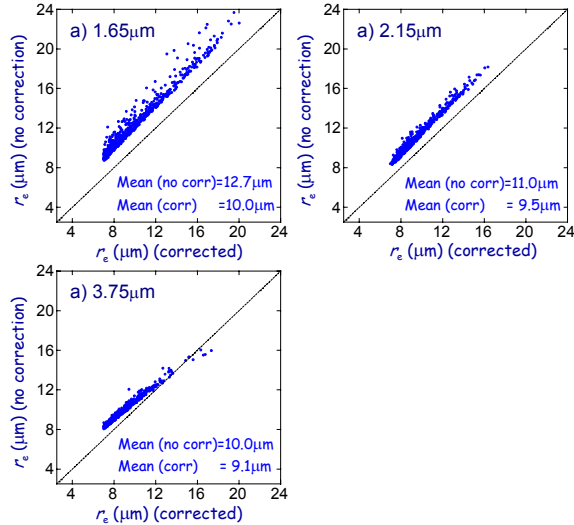 a) 1.65μm
24
20
16
12
8
4
rₑ (μm) (no correction)
Mean (no corr)=12.7μm
Mean (corr) =10.0μm
4 8 12 16 20 24
rₑ (μm) (corrected)
a) 2.15μm
24
20
16
12
8
4
rₑ (μm) (no correction)
Mean (no corr)=11.0μm
Mean (corr) = 9.5μm
4 8 12 16 20 24
rₑ (μm) (corrected)
a) 3.75μm
24
20
16
12
8
4
rₑ (μm) (no correction)
Mean (no corr)=10.0μm
Mean (corr) = 9.1μm
4 8 12 16 20 24
rₑ (μm) (corrected)